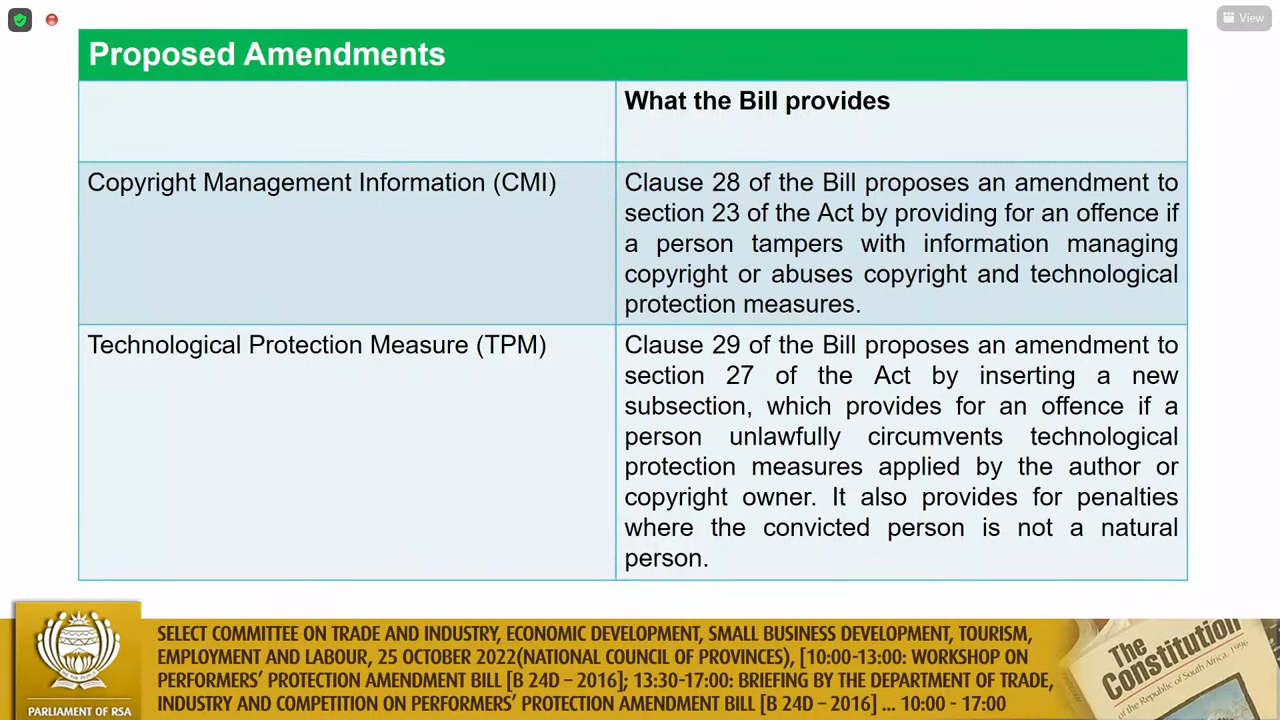 View
Proposed Amendments
What the Bill provides
Copyright Management Information (CMI)
Clause 28 of the Bill proposes an amendment to
section 23 of the Act by providing for an offence if
a person tampers with information managing
copyright or abuses copyright and technological
protection measures.
Technological Protection Measure (TPM)
Clause 29 of the Bill proposes an amendment to
section 27 of the Act by inserting a new
subsection, which provides for an offence if a
person unlawfully circumvents technological
protection measures applied by the author or
copyright owner. It also provides for penalties
where the convicted person is not a natural
person.
SELECT COMMITTEE ON TRADE AND INDUSTRY, ECONOMIC DEVELOPMENT, SMALL BUSINESS DEVELOPMENT, TOURISM,
EMPLOYMENT AND LABOUR, 25 OCTOBER 2022(NATIONAL COUNCIL OF PROVINCES), [10:00-13:00: WORKSHOP ON
PERFORMERS' PROTECTION AMENDMENT BILL [B 24D – 2016]; 13:30-17:00: BRIEFING BY THE DEPARTMENT OF TRADE,
INDUSTRY AND COMPETITION ON PERFORMERS' PROTECTION AMENDMENT BILL [B 24D – 2016] ... 10:00 - 17:00
PARLIAMENT OF RSA
The
Constitution
of the Republic of South Africa, 1996